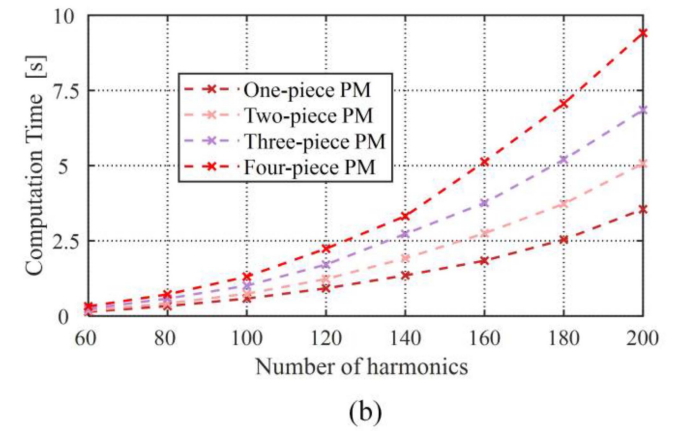 10
7.5
5
2.5
0
Computation Time [s]
One-piece PM
Two-piece PM
Three-piece PM
Four-piece PM
60 80 100 120 140 160 180 200
Number of harmonics
(b)